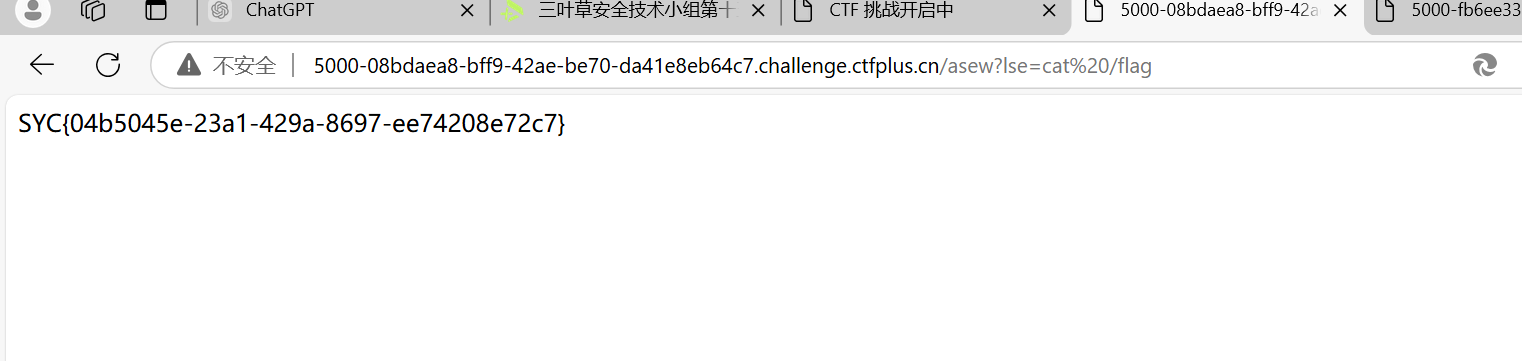 ChatGPT
三叶草安全技术小组第十
CTF 挑战开启中
5000-08bdaea8-bff9-42a
5000-fb6ee33
不安全
5000-08bdaea8-bff9-42ae-be70-da41e8eb64c7.challenge.ctfplus.cn/asew?lse=cat%20/flag
SYC{04b5045e-23a1-429a-8697-ee74208e72c7}